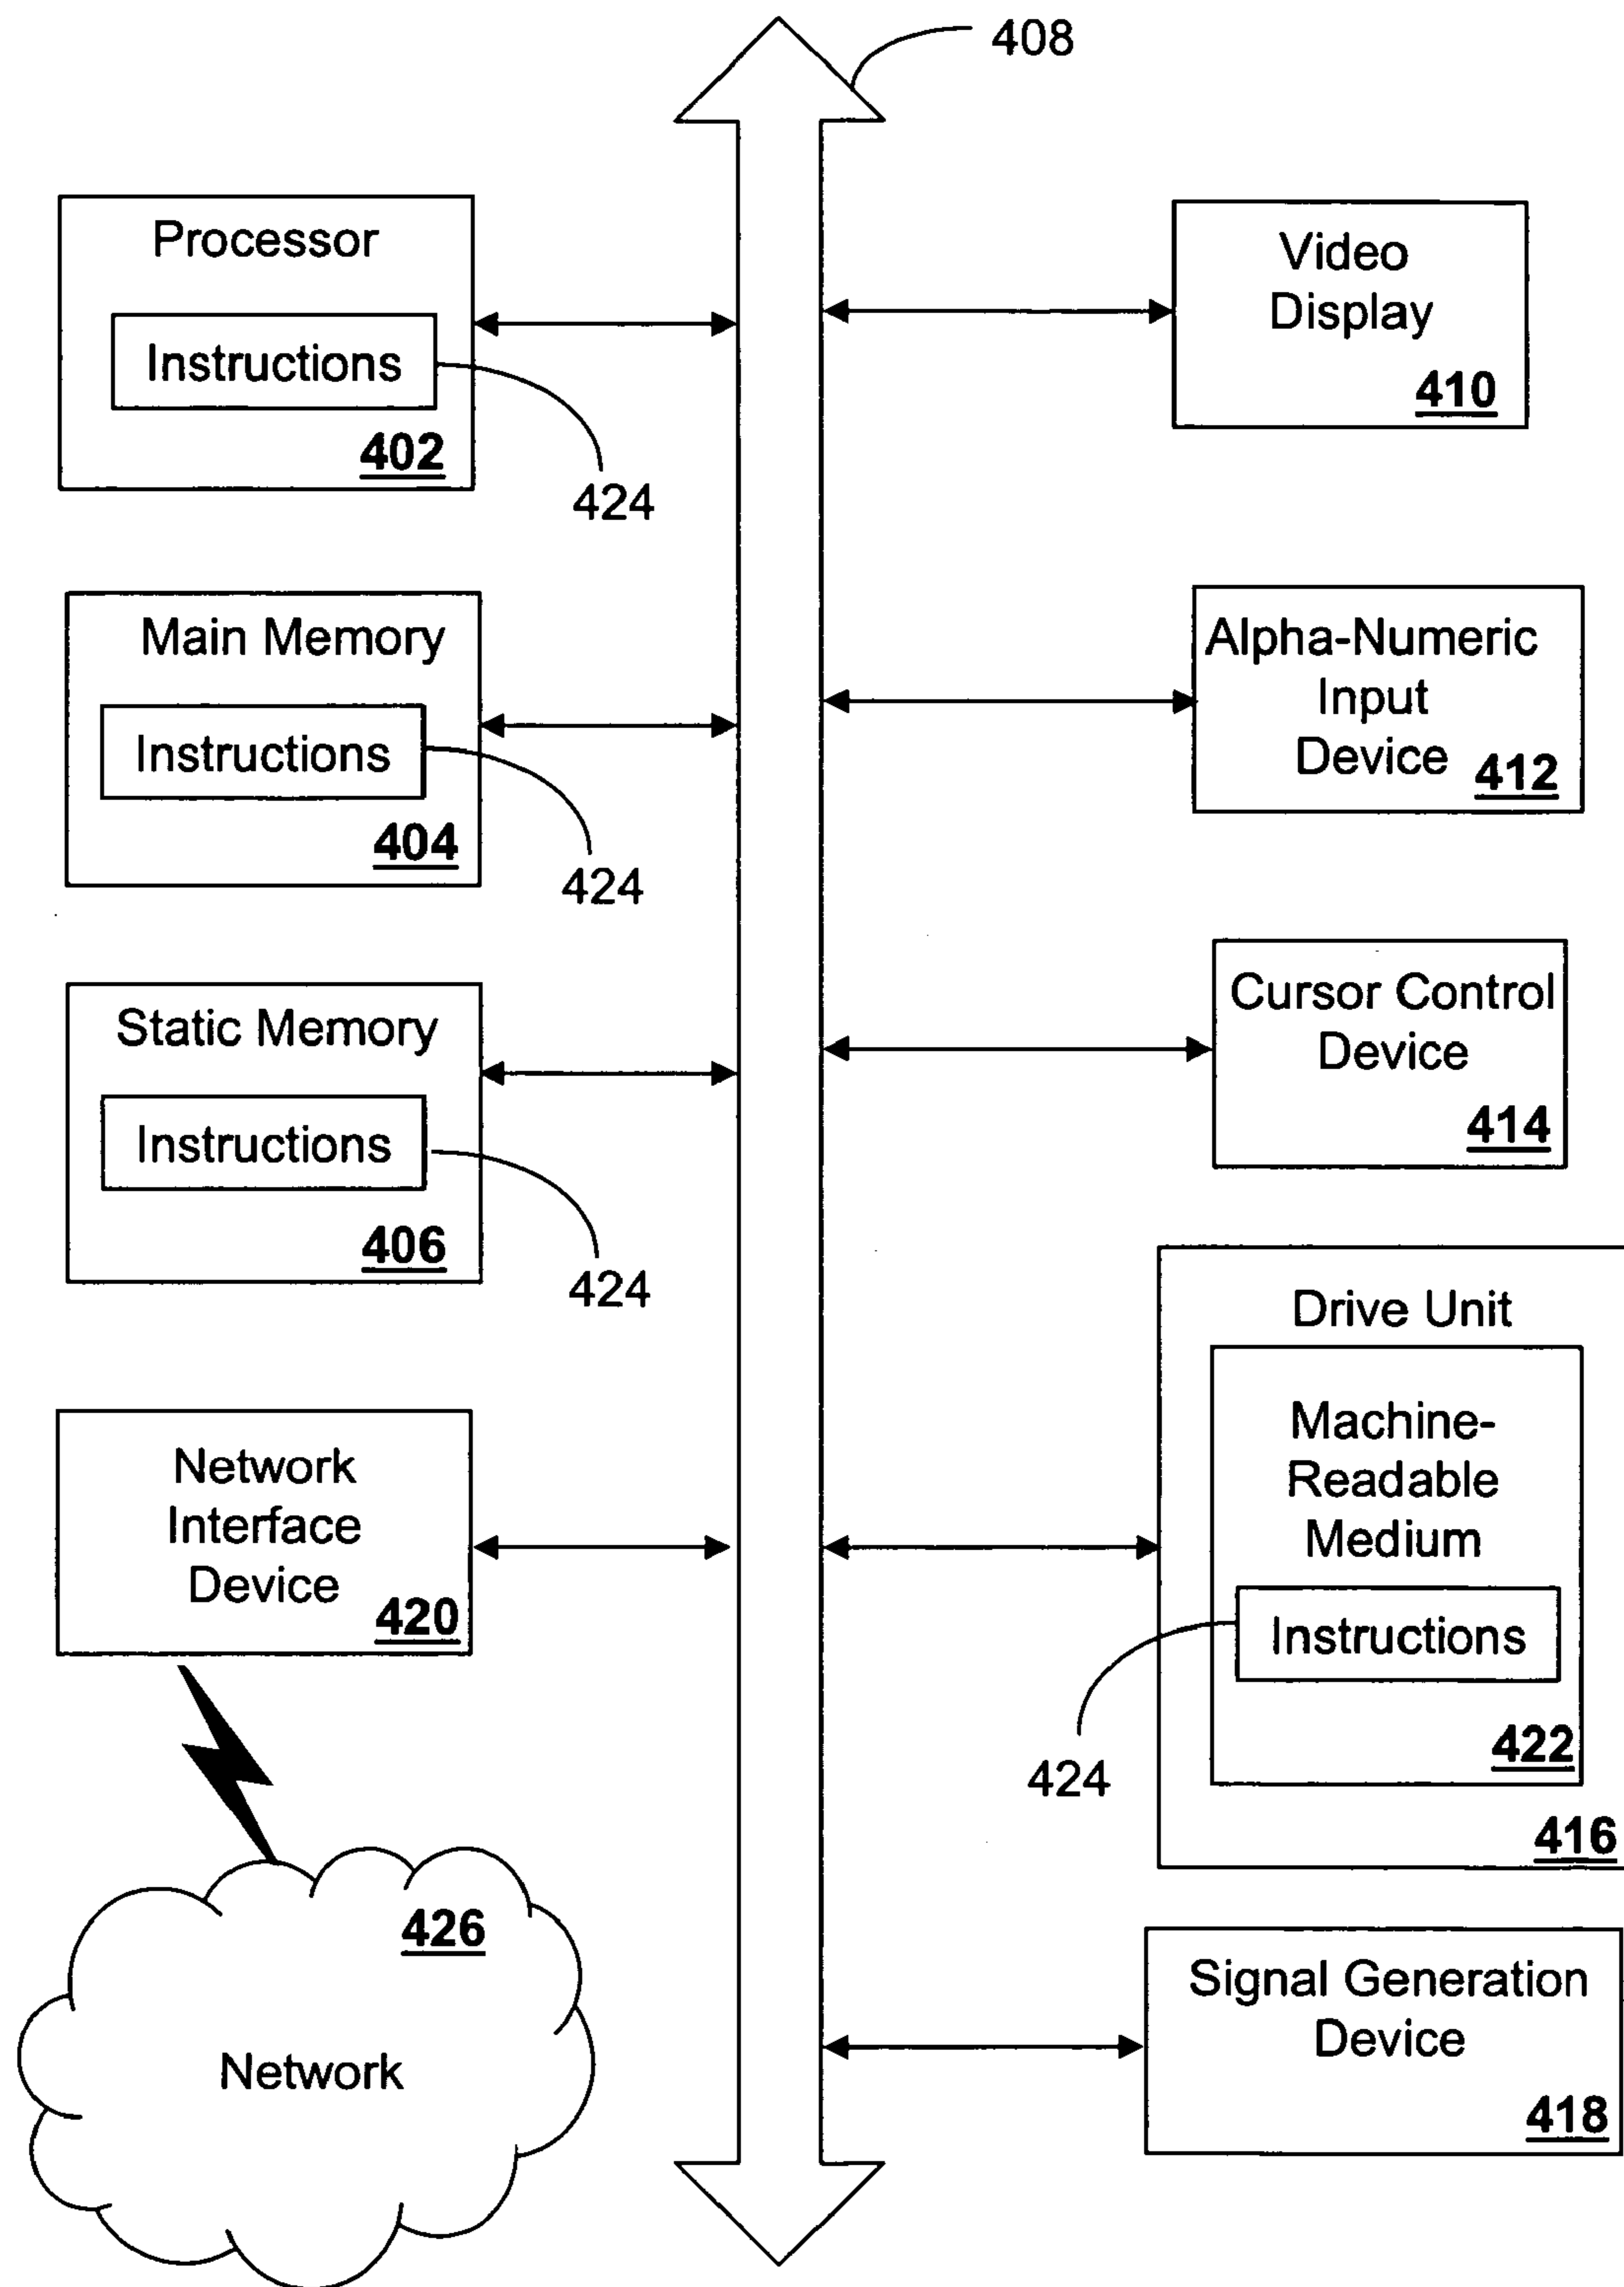 408
Processor
Instructions
402
424
Main Memory
Instructions
404
424
Static Memory
Instructions
406
424
Network
Interface
Device
420
426
Network
Video
Display
410
Alpha-Numeric
Input
Device
412
Cursor Control
Device
414
Drive Unit
Machine-
Readable
Medium
Instructions
424
422
416
Signal Generation
Device
418